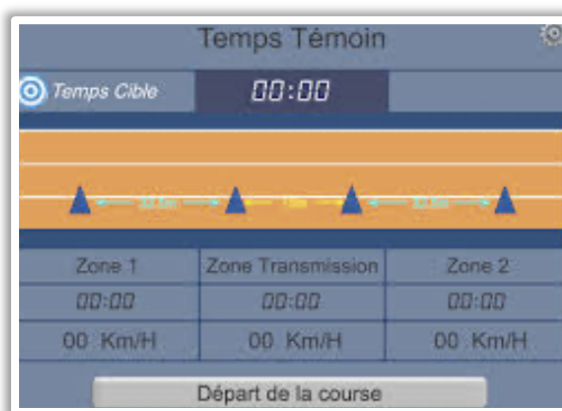 Temps Témoin
Temps Cible 00:00
Zone 1 Zone Transmission Zone 2
00:00 00:00 00:00
00 Km/H 00 Km/H 00 Km/H
Départ de la course